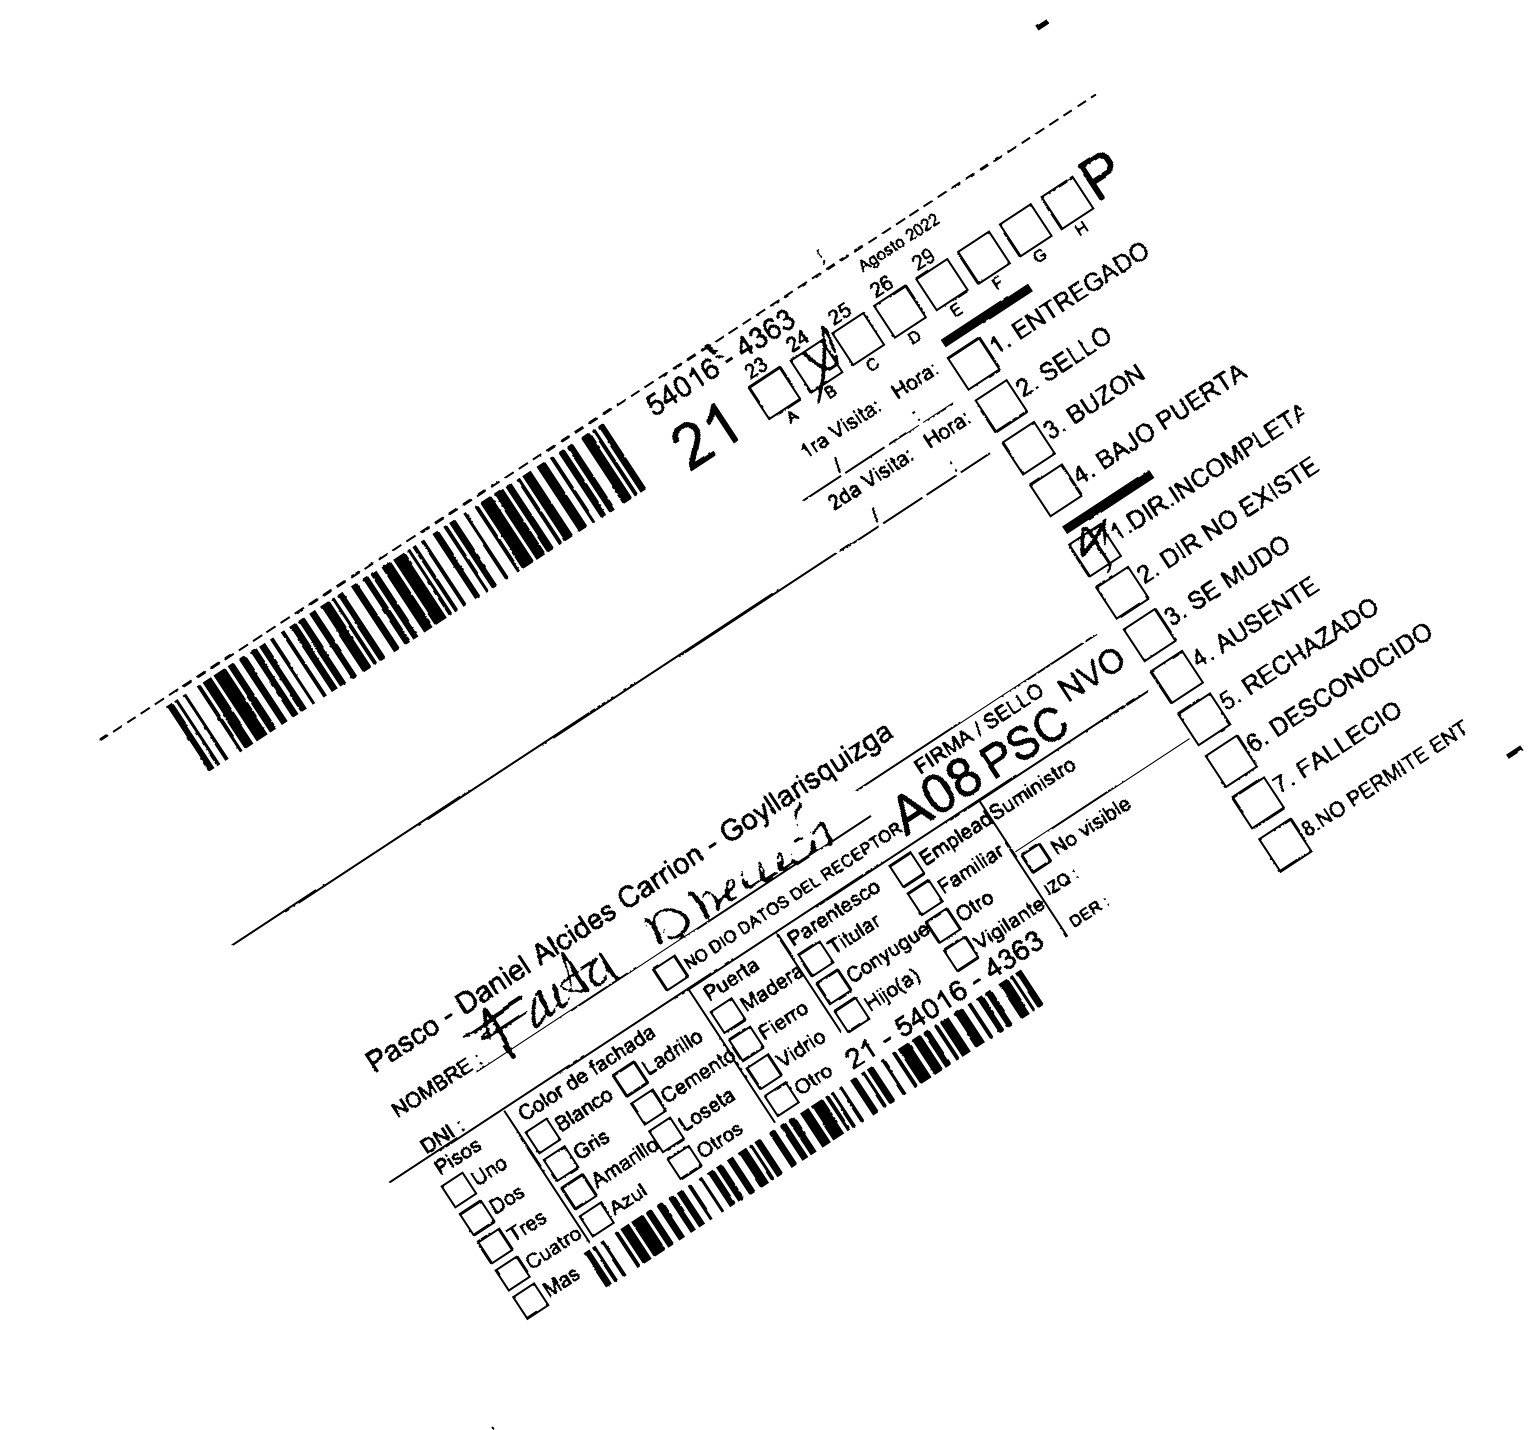 54016 - 4363
Agosto 2022
21
23 24 25 26 29
A B C D E F G H
P
1ra Visita: Hora:
2da Visita: Hora:
1. ENTREGADO
2. SELLO
3. BUZON
4. BAJO PUERTA
1.DIR.INCOMPLETA
2. DIR NO EXISTE
3. SE MUDO
4. AUSENTE
5. RECHAZADO
6. DESCONOCIDO
7. FALLECIO
8.NO PERMITE ENT
Pasco - Daniel Alcides Carrion - Goyllarisquizga
NOMBRE : Falta
FIRMA / SELLO
NVO
DNI :
NO DIO DATOS DEL RECEPTOR
A08 PSC
Pisos
Uno
Dos
Tres
Cuatro
Mas
Color de fachada
Blanco
Gris
Amarillo
Azul
Ladrillo
Cemento
Loseta
Otros
Puerta
Madera
Fierro
Vidrio
Otro
Parentesco
Titular
Conyugue
Hijo(a)
Emplead
Familiar
Otro
Vigilante
Suministro
No visible
IZQ :
DER :
21 - 54016 - 4363